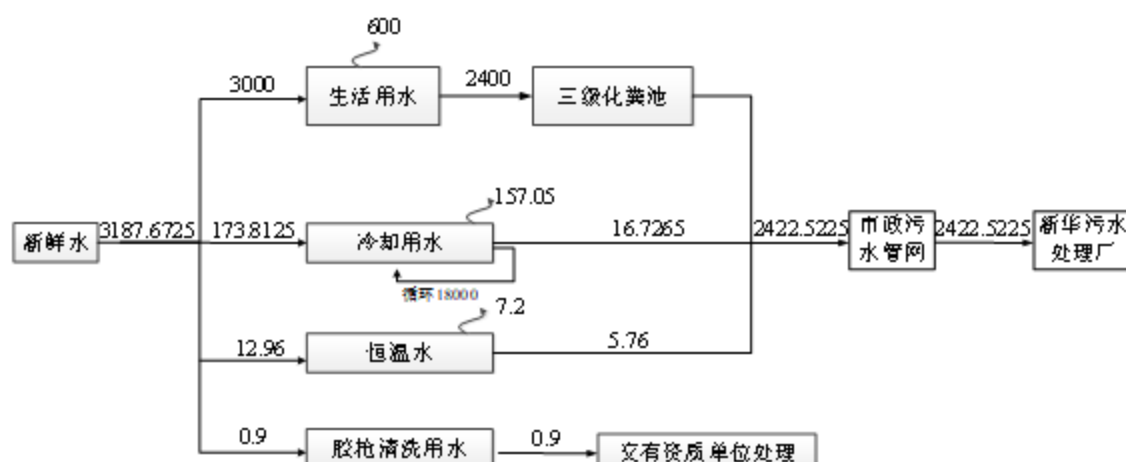 600
3000
生活用水
2400
三级化粪池
157.05
新鲜水
3187.6725
173.8125
冷却用水
16.7265
2422.5225
市政污
水管网
2422.5225
新华污水
处理厂
循环18000
7.2
12.96
恒温水
5.76
0.9
胶枪清洗用水
0.9
交有资质单位处理